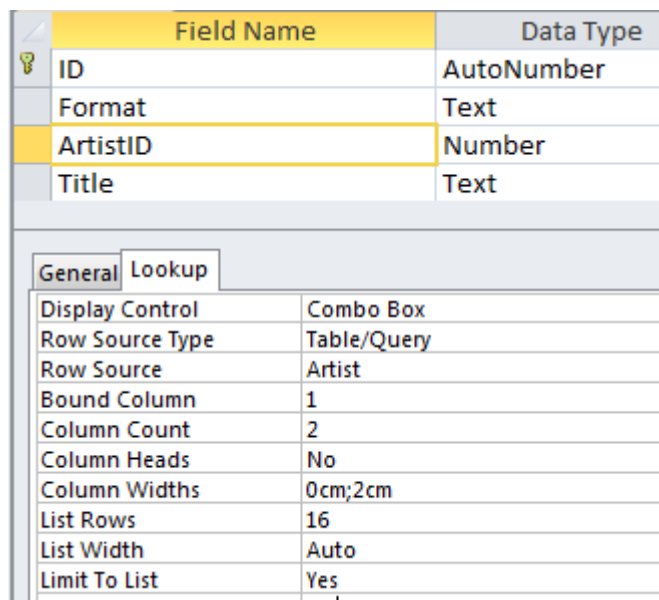 Field Name Data Type
ID AutoNumber
Format Text
ArtistID Number
Title Text
General Lookup
Display Control Combo Box
Row Source Type Table/Query
Row Source Artist
Bound Column 1
Column Count 2
Column Heads No
Column Widths 0cm;2cm
List Rows 16
List Width Auto
Limit To List Yes